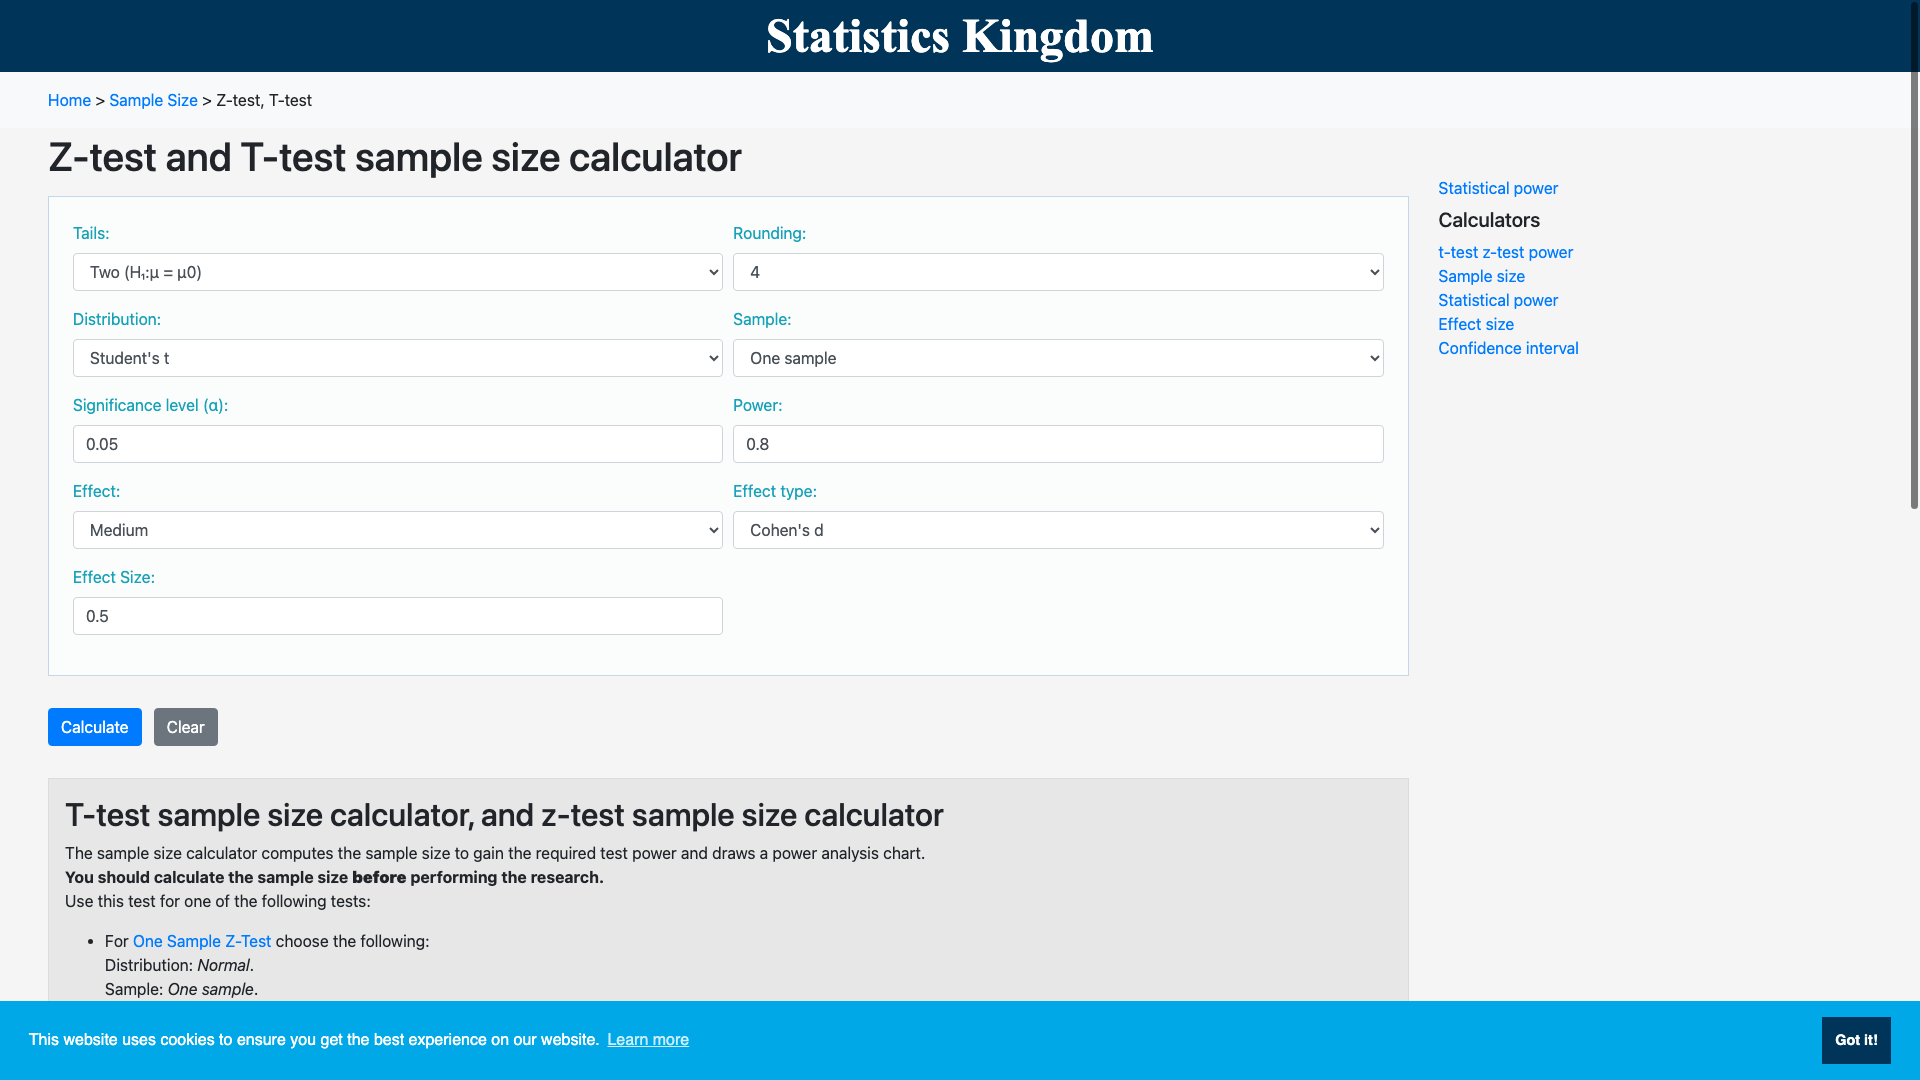 Statistics Kingdom
Home > Sample Size > Z-test, T-test
Z-test and T-test sample size calculator
Tails:
Rounding:
Two (H₁:μ = μ0)
4
Distribution:
Sample:
Student's t
One sample
Significance level (α):
Power:
0.05
0.8
Effect:
Effect type:
Medium
Cohen's d
Effect Size:
0.5
Statistical power
Calculators
t-test z-test power
Sample size
Statistical power
Effect size
Confidence interval
Calculate
Clear
T-test sample size calculator, and z-test sample size calculator
The sample size calculator computes the sample size to gain the required test power and draws a power analysis chart.
You should calculate the sample size before performing the research.
Use this test for one of the following tests:
• For One Sample Z-Test choose the following:
Distribution: Normal.
Sample: One sample.
This website uses cookies to ensure you get the best experience on our website. Learn more
Got it!